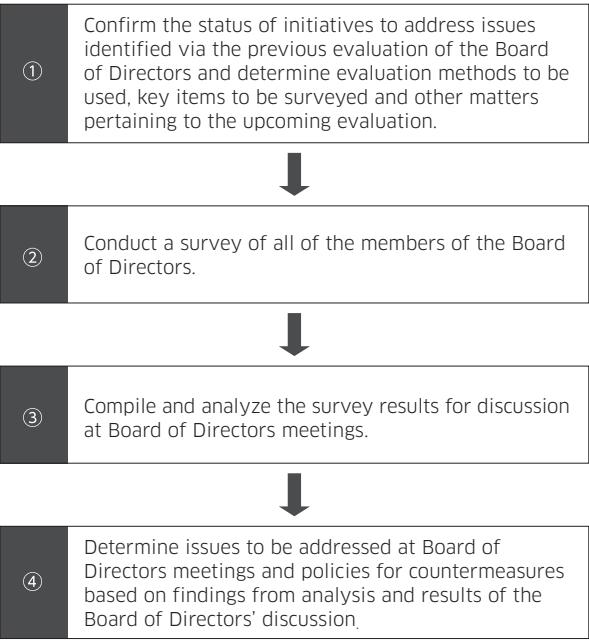 ①
Confirm the status of initiatives to address issues
identified via the previous evaluation of the Board
of Directors and determine evaluation methods to be
used, key items to be surveyed and other matters
pertaining to the upcoming evaluation.
②
Conduct a survey of all of the members of the Board
of Directors.
③
Compile and analyze the survey results for discussion
at Board of Directors meetings.
④
Determine issues to be addressed at Board of
Directors meetings and policies for countermeasures
based on findings from analysis and results of the
Board of Directors’ discussion.